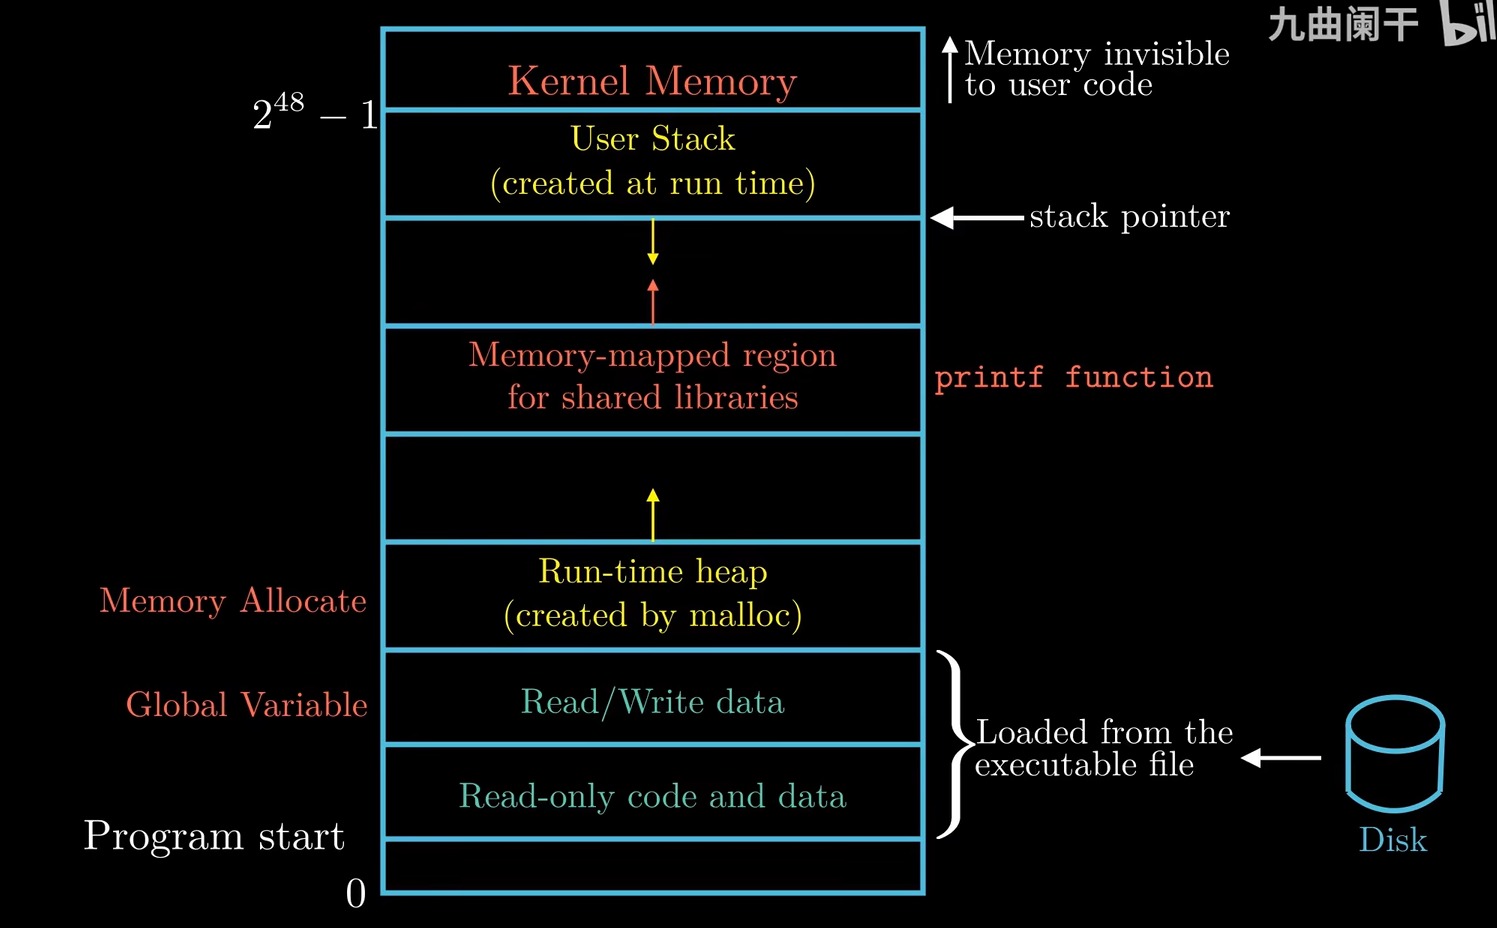 九曲阑干 bil
Memory invisible
to user code
Kernel Memory
2^48 − 1
User Stack
(created at run time)
stack pointer
Memory-mapped region
for shared libraries
printf function
Run-time heap
(created by malloc)
Memory Allocate
Read/Write data
Global Variable
Loaded from the
executable file
Read-only code and data
Program start
0
Disk